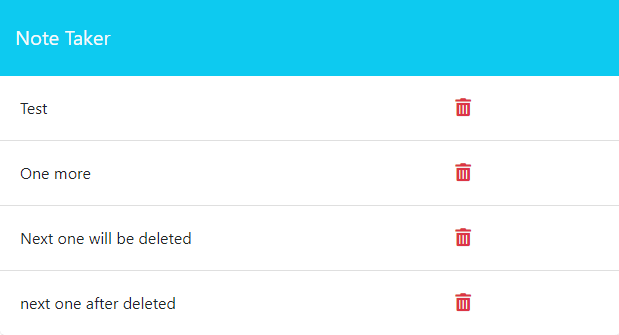 Note Taker
Test
One more
Next one will be deleted
next one after deleted